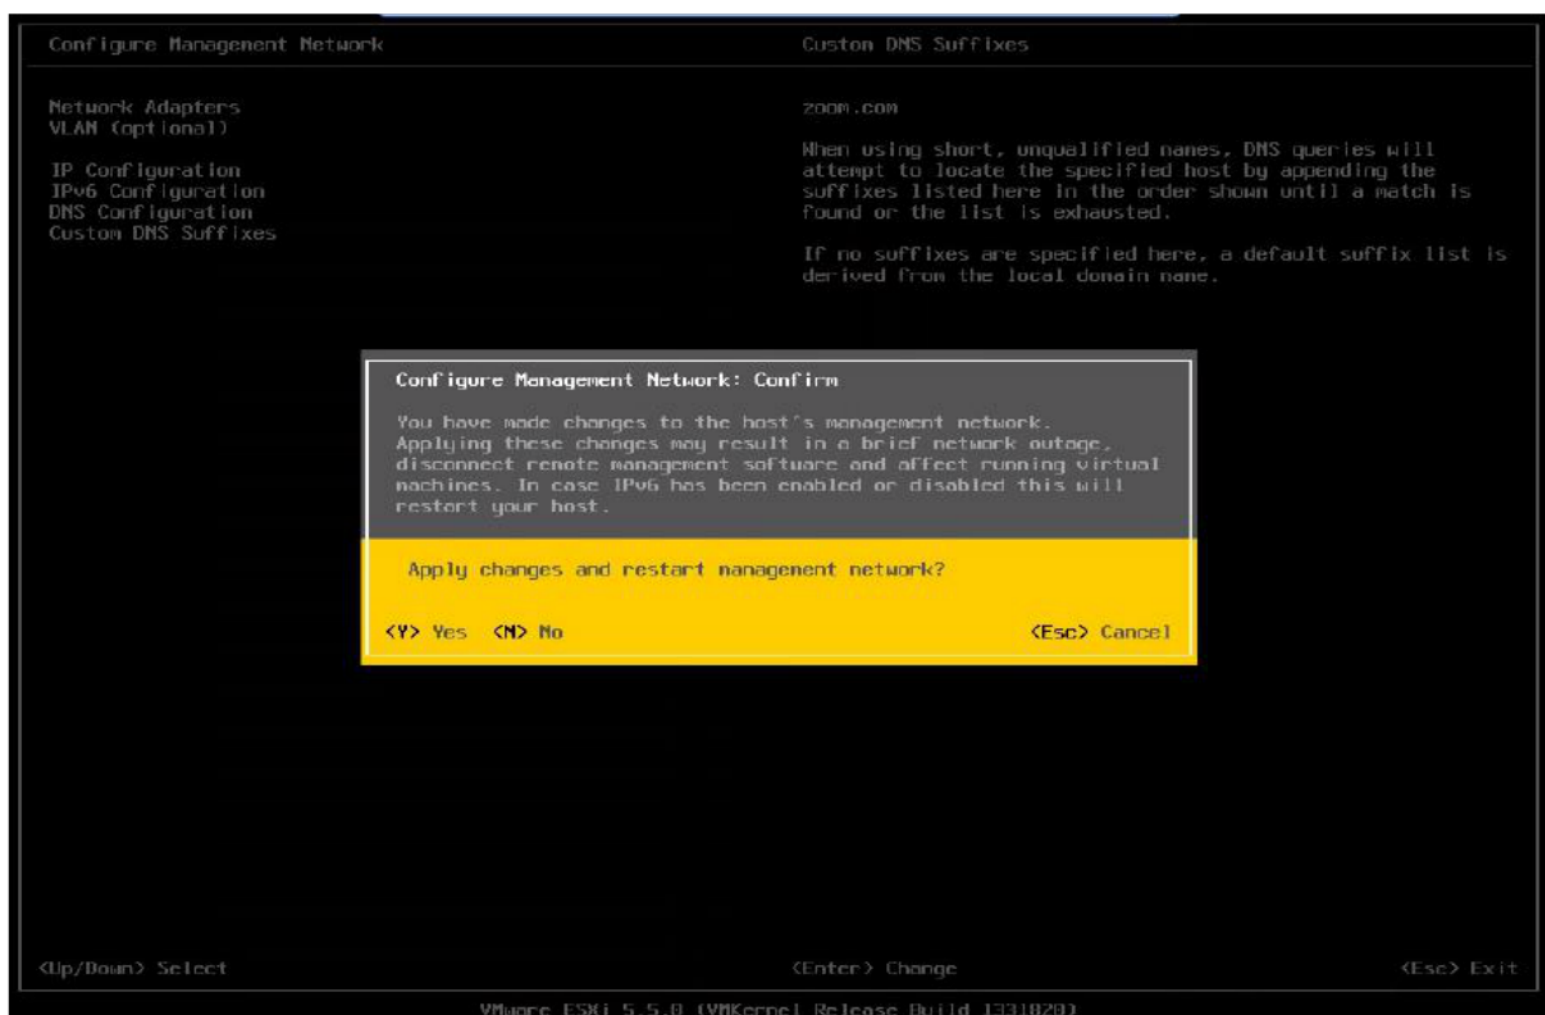 Configure Management Network
Custom DNS Suffixes
Network Adapters
VLAN (optional)
IP Configuration
IPv6 Configuration
DNS Configuration
Custom DNS Suffixes
zoom.com
When using short, unqualified names, DNS queries will
attempt to locate the specified host by appending the
suffixes listed here in the order shown until a match is
found or the list is exhausted.
If no suffixes are specified here, a default suffix list is
derived from the local domain name.
Configure Management Network: Confirm
You have made changes to the host's management network.
Applying these changes may result in a brief network outage,
disconnect remote management software and affect running virtual
machines. In case IPv6 has been enabled or disabled this will
restart your host.
Apply changes and restart management network?
<Y> Yes <N> No <Esc> Cancel
<Up/Down> Select <Enter> Change <Esc> Exit
VMware ESXi 5.5.0 (VMKernel Release Build 1331820)